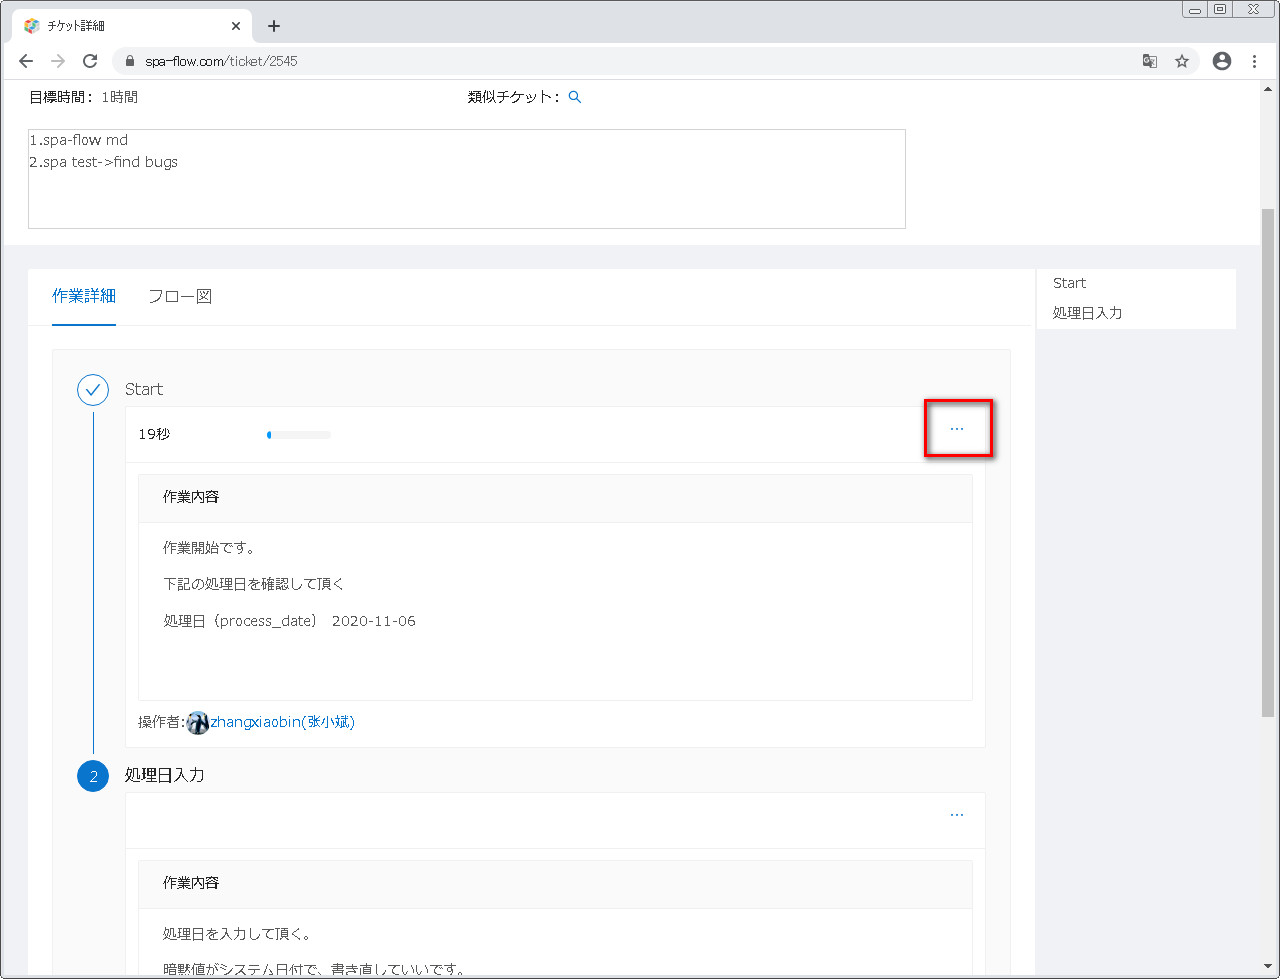 チケット詳細
spa-flow.com/ticket/2545
目標時間： 1時間 類似チケット：
1.spa-flow md
2.spa test->find bugs
作業詳細 フロー図
Start
処理日入力
Start
19秒
...
作業内容
作業開始です。
下記の処理日を確認して頂く
処理日（process_date） 2020-11-06
操作者:zhangxiaobin(张小斌)
2 処理日入力
...
作業内容
処理日を入力して頂く。
暗黙値がシステム日付で、書き直していいです。